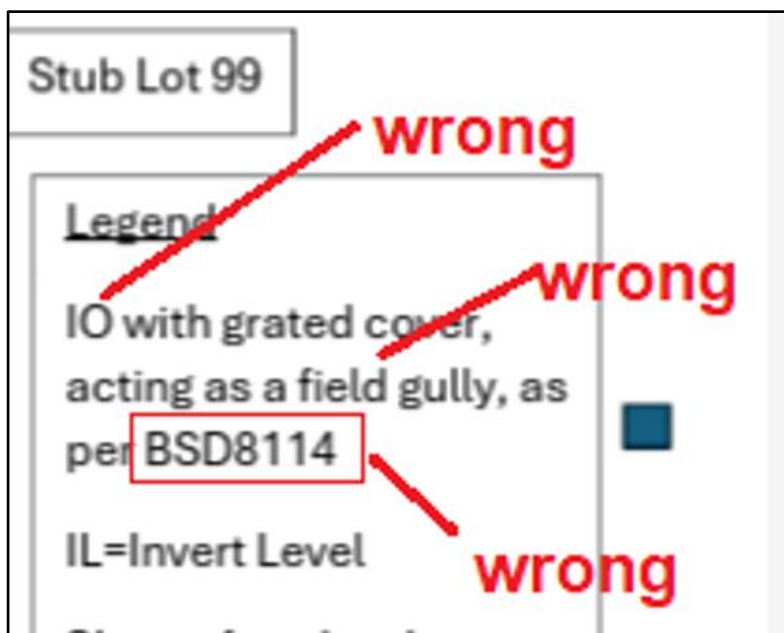 Stub Lot 99
wrong
Legend
wrong
IO with grated cover,
acting as a field gully, as
per BSD8114
IL=Invert Level
wrong